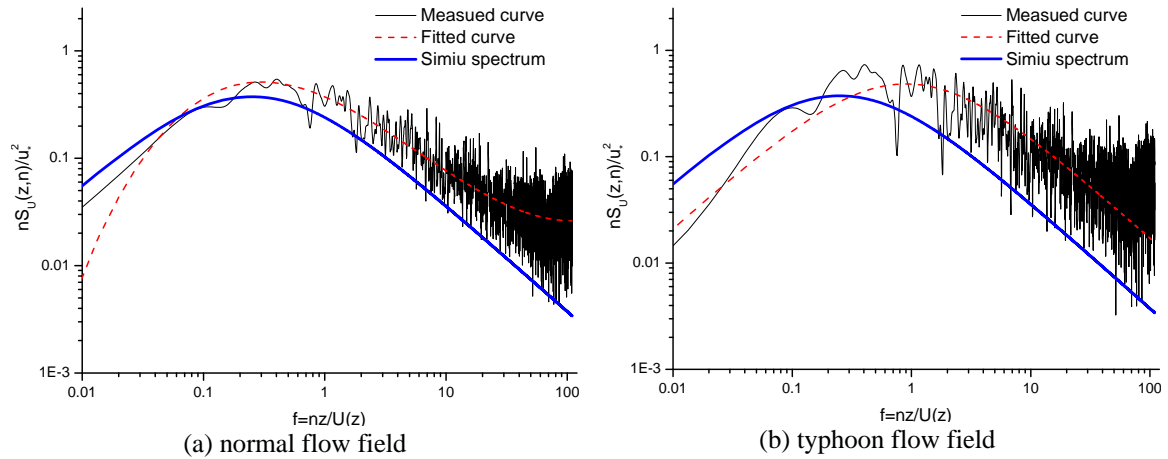 Measued curve
Fitted curve
Simiu spectrum
1
0.1
0.01
1E-3
nS_U(z,n)/u_*^2
0.01
0.1
1
10
100
f=nz/U(z)
(a) normal flow field
Measued curve
Fitted curve
Simiu spectrum
1
0.1
0.01
1E-3
nS_U(z,n)/u_*^2
0.01
0.1
1
10
100
f=nz/U(z)
(b) typhoon flow field